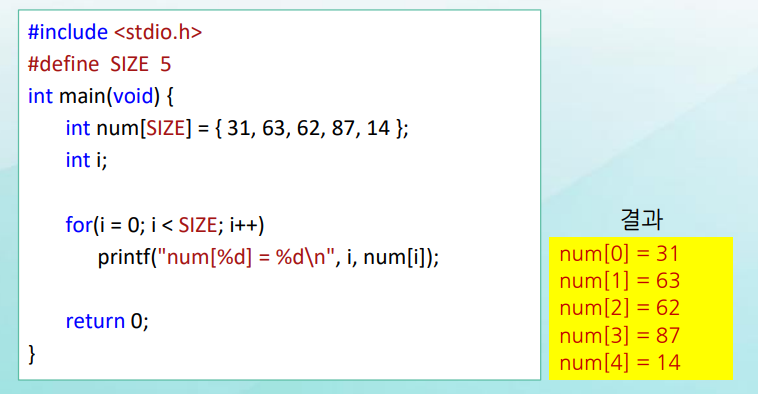 #include <stdio.h>
#define SIZE 5
int main(void) {
int num[SIZE] = { 31, 63, 62, 87, 14 };
int i;
for(i = 0; i < SIZE; i++)
printf("num[%d] = %d\n", i, num[i]);
return 0;
}
결과
num[0] = 31
num[1] = 63
num[2] = 62
num[3] = 87
num[4] = 14